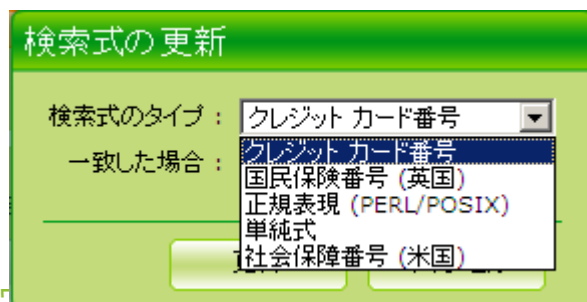 検索式の更新
検索式のタイプ： クレジット カード番号
一致した場合：
クレジット カード番号
国民保険番号 (英国)
正規表現 (PERL/POSIX)
単純式
社会保障番号 (米国)